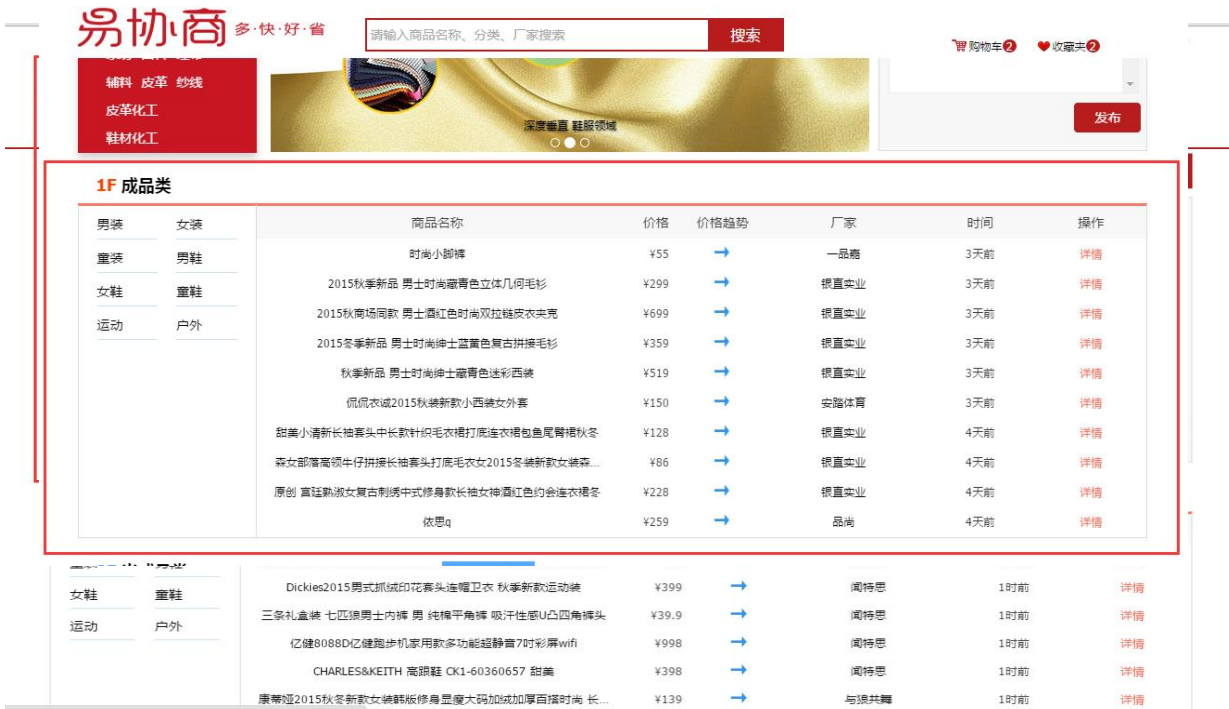 易协商 多·快·好·省
请输入商品名称、分类、厂家搜索 搜索
购物车 2 收藏夹 2
辅料 皮革 纱线
皮革化工
鞋材化工
深度垂直 鞋服领域
发布
1F 成品类
男装 女装
童装 男鞋
女鞋 童鞋
运动 户外
商品名称 价格 价格趋势 厂家 时间 操作
时尚小脚裤 ¥55 → 一品嘉 3天前 详情
2015秋季新品 男士时尚藏青色立体几何毛衫 ¥299 → 银直实业 3天前 详情
2015秋商场同款 男士酒红色时尚双拉链皮衣夹克 ¥699 → 银直实业 3天前 详情
2015冬季新品 男士时尚绅士蓝黄色复古拼接毛衫 ¥359 → 银直实业 3天前 详情
秋季新品 男士时尚绅士藏青色迷彩西装 ¥519 → 银直实业 3天前 详情
侃侃衣诚2015秋装新款小西装女外套 ¥150 → 安踏体育 3天前 详情
甜美小清新长袖套头中长款针织毛衣裙打底连衣裙包鱼尾臀裙秋冬 ¥128 → 银直实业 4天前 详情
森女部落高领牛仔拼接长袖套头打底毛衣女2015冬装新款女装森... ¥86 → 银直实业 4天前 详情
原创 宫廷熟淑女复古刺绣中式修身款长袖女神酒红色约会连衣裙冬 ¥228 → 银直实业 4天前 详情
依思q ¥259 → 品尚 4天前 详情
女鞋 童鞋
运动 户外
Dickies2015男式抓绒印花套头连帽卫衣 秋季新款运动装 ¥399 → 闻特思 1时前 详情
三条礼盒装 七匹狼男士内裤 男 纯棉平角裤 吸汗性感U凸四角裤头 ¥39.9 → 闻特思 1时前 详情
亿健8088D亿健跑步机家用款多功能超静音7吋彩屏wifi ¥998 → 闻特思 1时前 详情
CHARLES&KEITH 高跟鞋 CK1-60360657 甜美 ¥398 → 闻特思 1时前 详情
康蒂娅2015秋冬新款女装韩版修身显瘦大码加绒加厚百搭时尚 长... ¥139 → 与狼共舞 1时前 详情